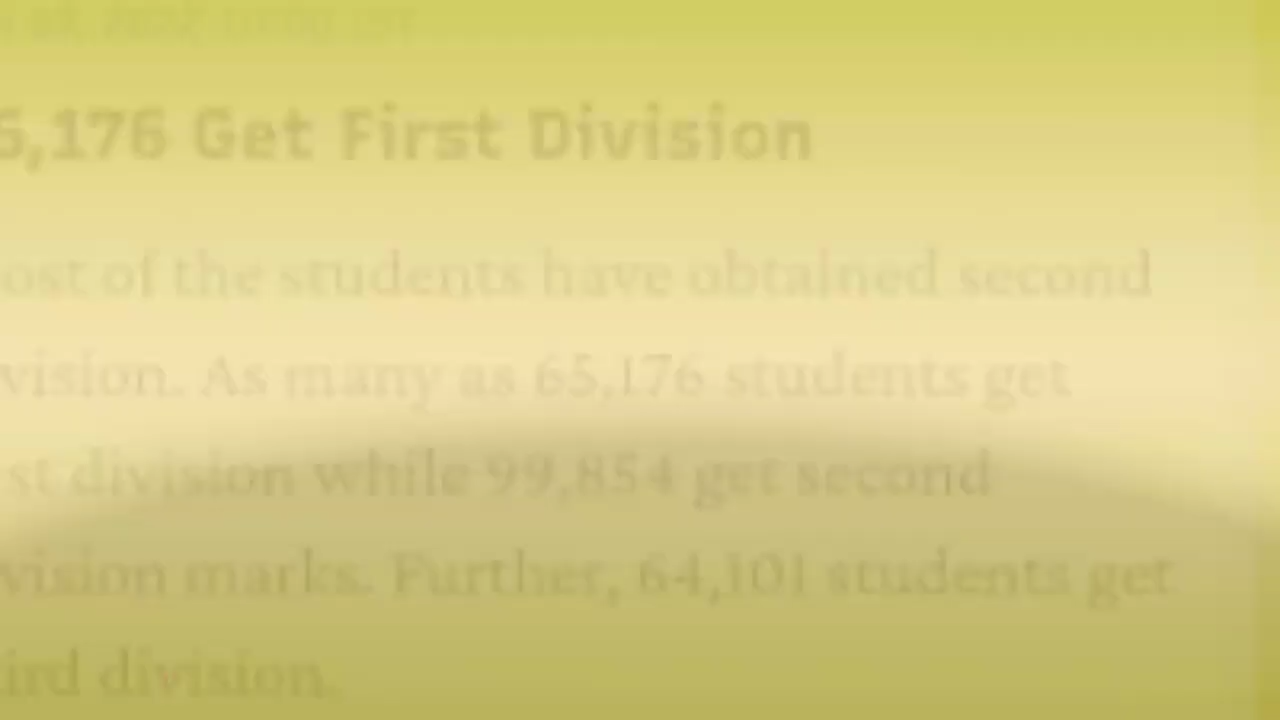 5,176 Get First Division
ost of the students have obtained second
vision. As many as 65,176 students get
st division while 99,854 get second
vision marks. Further, 64,101 students get
ird division.